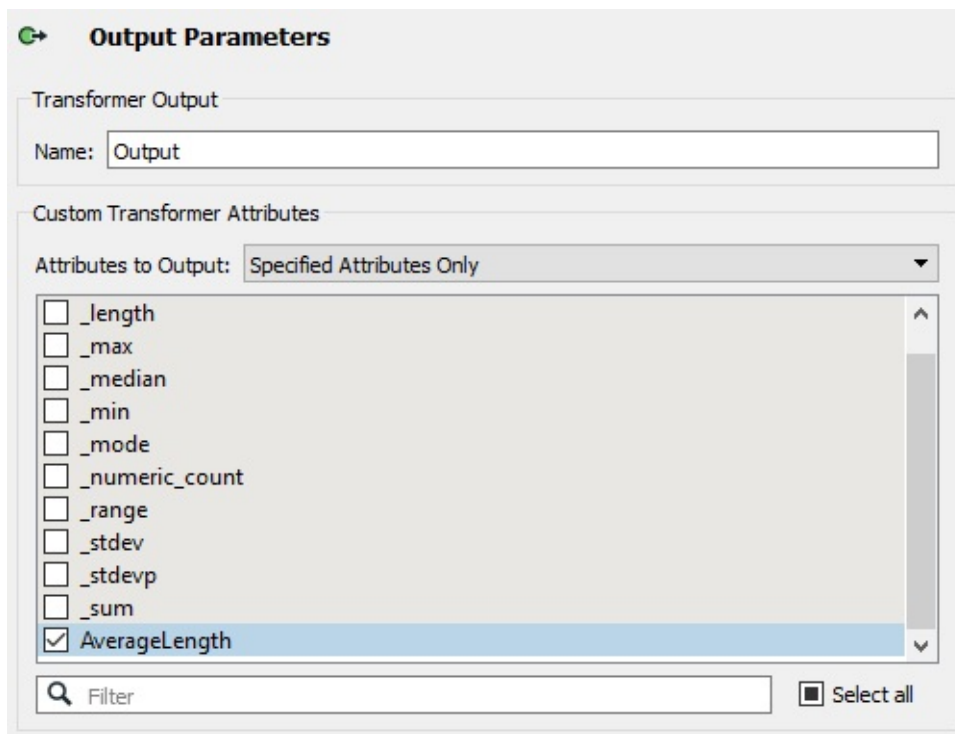 Output Parameters
Transformer Output
Name: Output
Custom Transformer Attributes
Attributes to Output: Specified Attributes Only
_length
_max
_median
_min
_mode
_numeric_count
_range
_stdev
_stdevp
_sum
AverageLength
Filter Select all